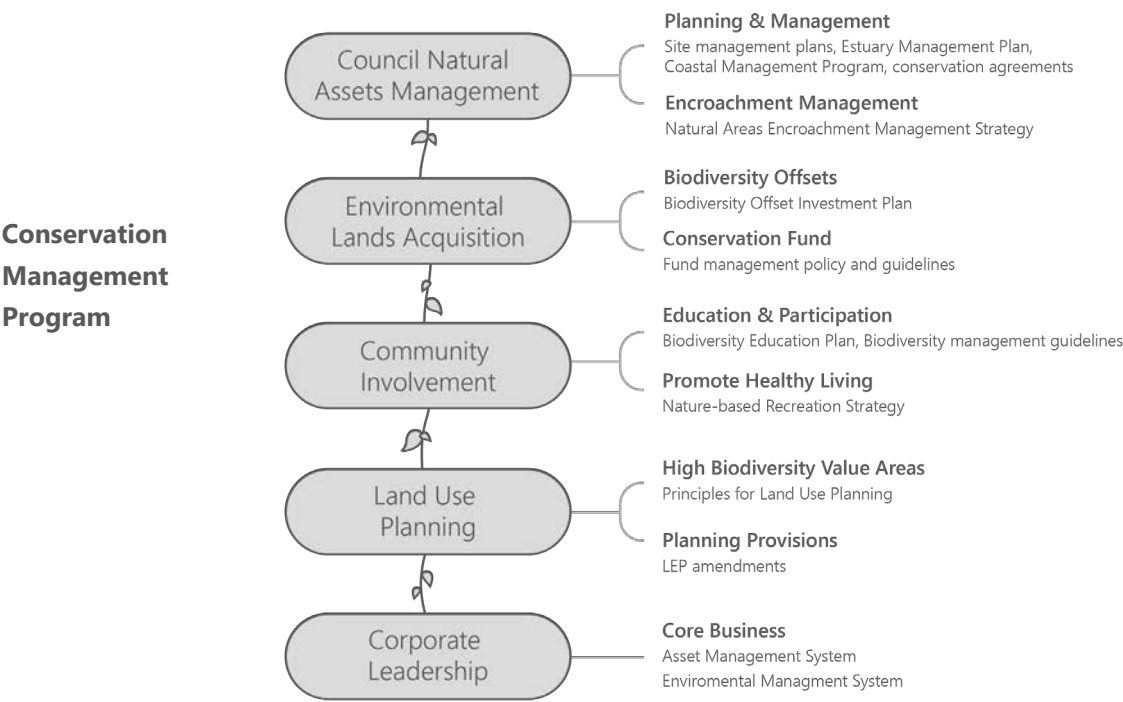 Conservation
Management
Program
Council Natural
Assets Management
Planning & Management
Site management plans, Estuary Management Plan,
Coastal Management Program, conservation agreements
Encroachment Management
Natural Areas Encroachment Management Strategy
Environmental
Lands Acquisition
Biodiversity Offsets
Biodiversity Offset Investment Plan
Conservation Fund
Fund management policy and guidelines
Community
Involvement
Education & Participation
Biodiversity Education Plan, Biodiversity management guidelines
Promote Healthy Living
Nature-based Recreation Strategy
Land Use
Planning
High Biodiversity Value Areas
Principles for Land Use Planning
Planning Provisions
LEP amendments
Corporate
Leadership
Core Business
Asset Management System
Enviromental Managment System